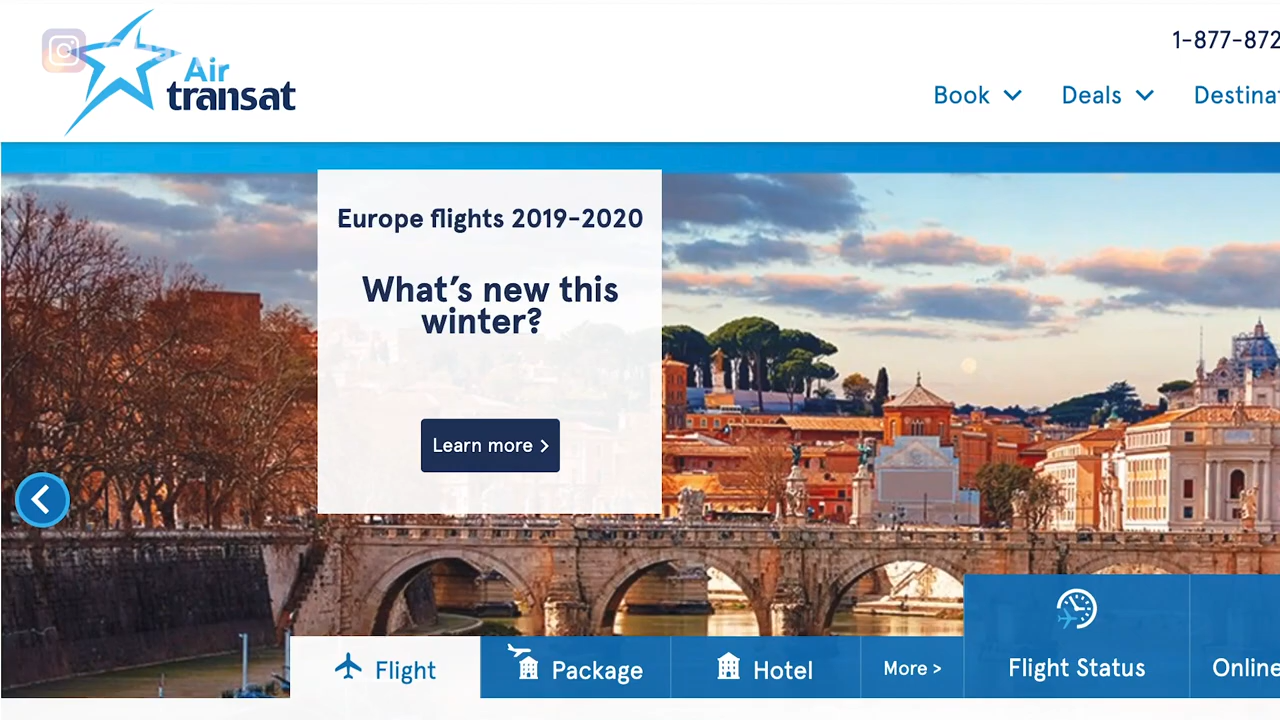 Air
transat
1-877-872
Book
Deals
Destinat
Europe flights 2019-2020
What's new this
winter?
Learn more >
Flight
Package
Hotel
More >
Flight Status
Online